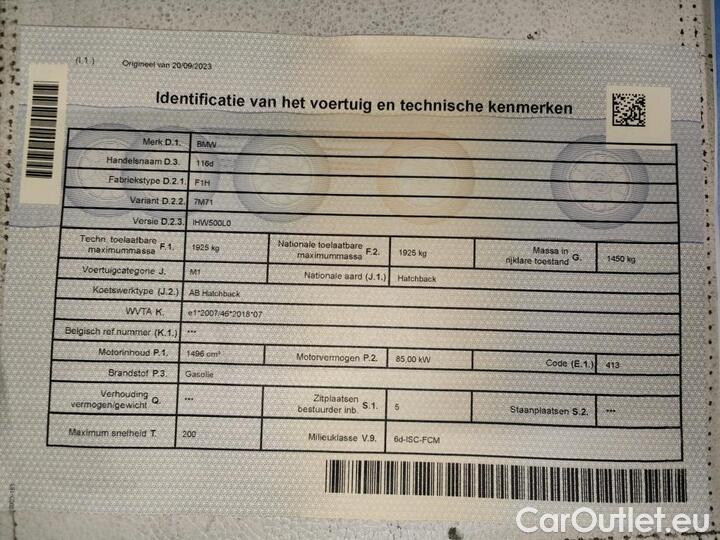 (I.1.) Origineel van 20/09/2023
Identificatie van het voertuig en technische kenmerken
Merk D.1. BMW
Handelsnaam D.3. 116d
Fabriekstype D.2.1. F1H
Variant D.2.2. 7M71
Versie D.2.3. IHW500L0
Techn. toelaatbare maximummassa F.1. 1925 kg Nationale toelaatbare maximummassa F.2. 1925 kg Massa in rijklare toestand G. 1450 kg
Voertuigcategorie J. M1 Nationale aard (J.1.) Hatchback
Koetswerktype (J.2.) AB Hatchback
WVTA K. e1*2007/46*2018*07
Belgisch ref.nummer (K.1.) ***
Motorinhoud P.1. 1496 cm³ Motorvermogen P.2. 85,00 kW Code (E.1.) 413
Brandstof P.3. Gasolie
Verhouding vermogen/gewicht Q. *** Zitplaatsen bestuurder inb. S.1. 5 Staanplaatsen S.2. ***
Maximum snelheid T. 200 Milieuklasse V.9. 6d-ISC-FCM
CarOutlet.eu